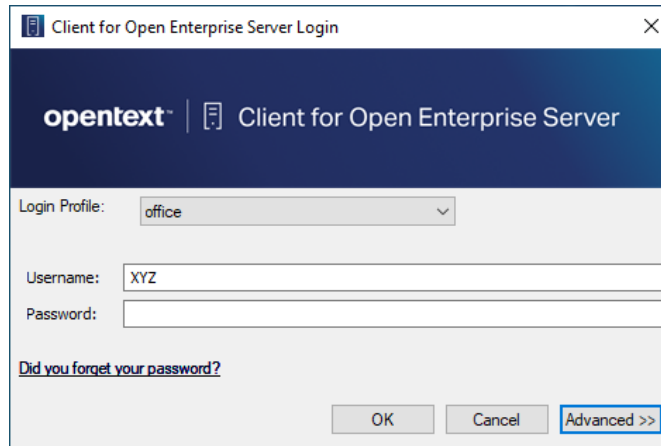 Client for Open Enterprise Server Login
opentext™ | Client for Open Enterprise Server
Login Profile: office
Username: XYZ
Password:
Did you forget your password?
OK Cancel Advanced >>